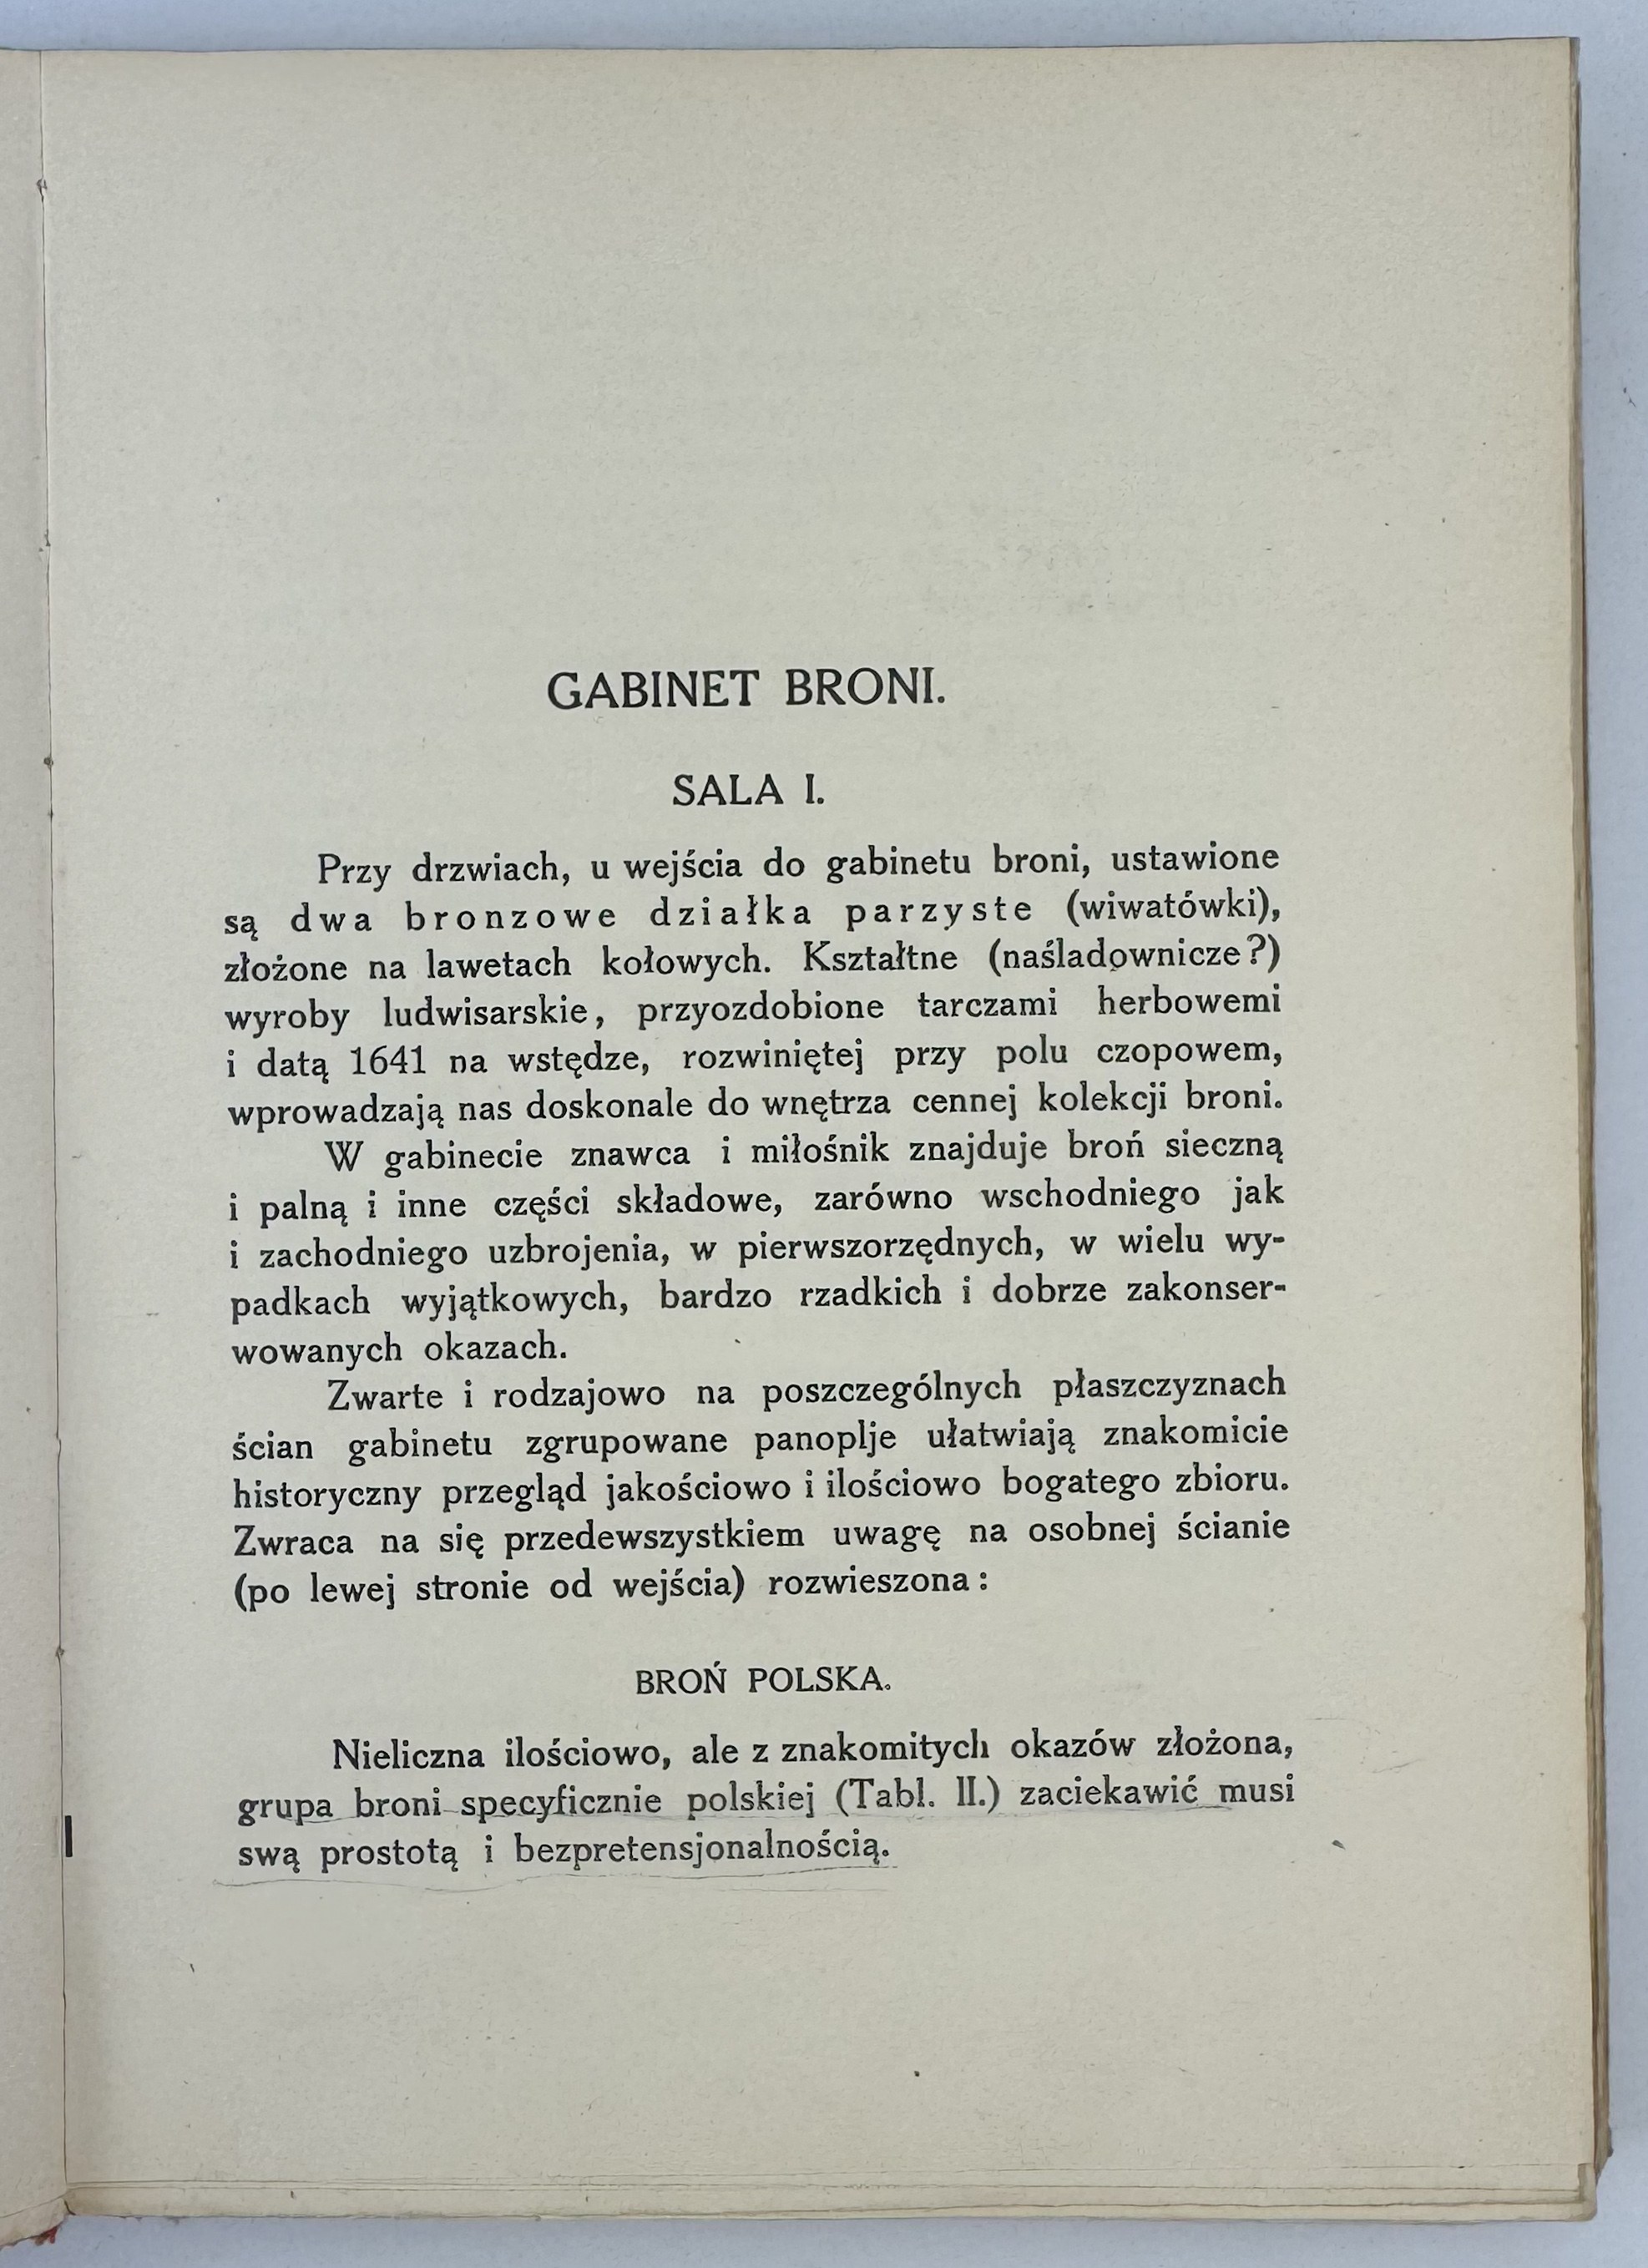 GABINET BRONI.
SALA I.
Przy drzwiach, u wejścia do gabinetu broni, ustawione
są dwa bronzowe działka parzyste (wiwatówki),
złożone na lawetach kołowych. Kształtne (naśladownicze?)
wyroby ludwisarskie, przyozdobione tarczami herbowemi
i datą 1641 na wstędze, rozwiniętej przy polu czopowem,
wprowadzają nas doskonale do wnętrza cennej kolekcji broni.
W gabinecie znawca i miłośnik znajduje broń sieczną
i palną i inne części składowe, zarówno wschodniego jak
i zachodniego uzbrojenia, w pierwszorzędnych, w wielu wy-
padkach wyjątkowych, bardzo rzadkich i dobrze zakonser-
wowanych okazach.
Zwarte i rodzajowo na poszczególnych płaszczyznach
ścian gabinetu zgrupowane panoplje ułatwiają znakomicie
historyczny przegląd jakościowo i ilościowo bogatego zbioru.
Zwraca na się przedewszystkiem uwagę na osobnej ścianie
(po lewej stronie od wejścia) rozwieszona:
BROŃ POLSKA.
Nieliczna ilościowo, ale z znakomitych okazów złożona,
grupa broni specyficznie polskiej (Tabl. II.) zaciekawić musi
swą prostotą i bezpretensjonalnością.